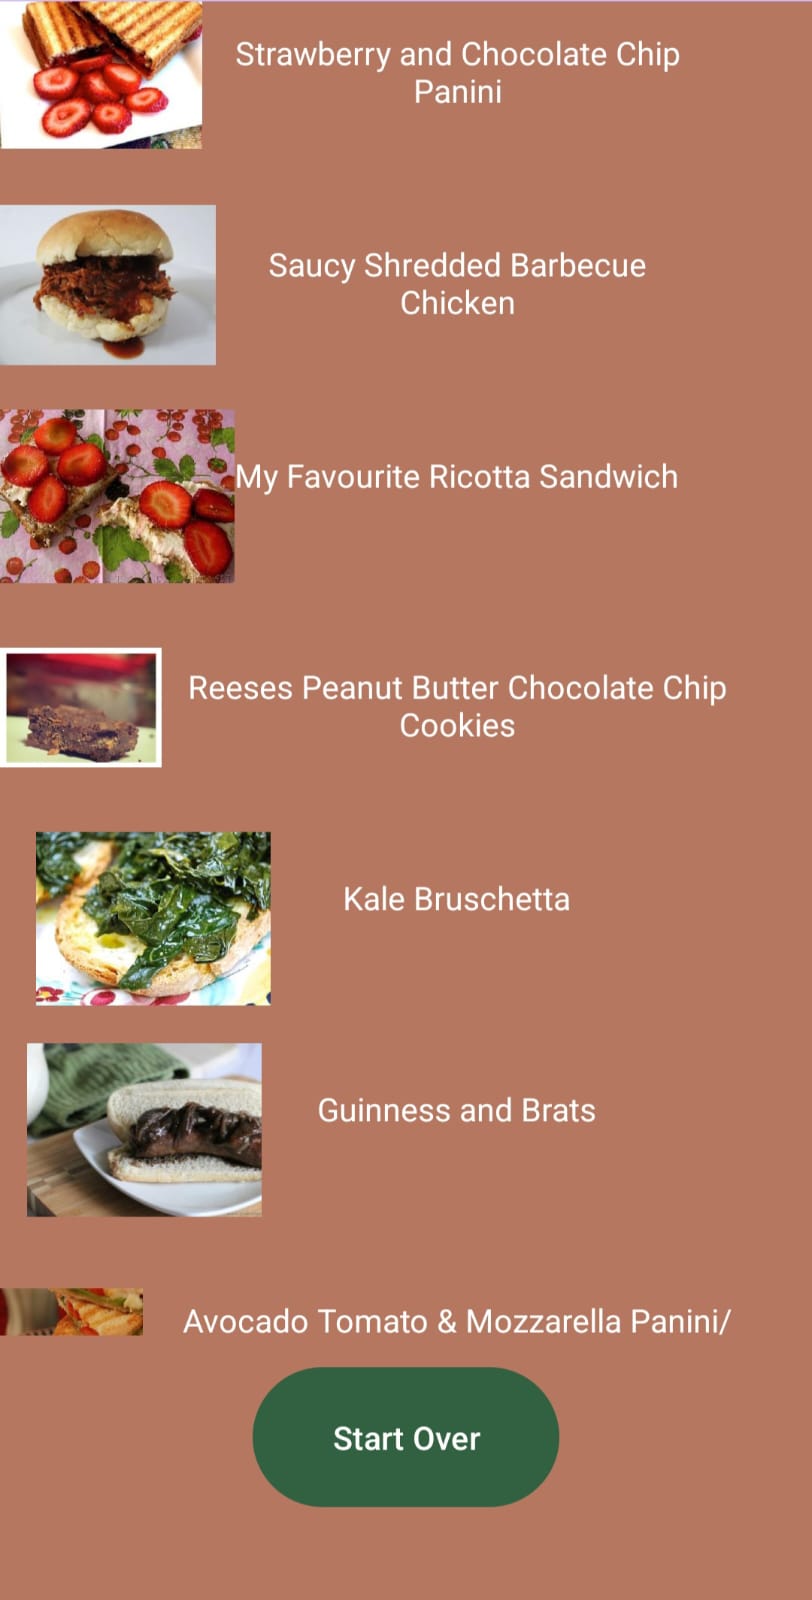 Strawberry and Chocolate Chip
Panini
Saucy Shredded Barbecue
Chicken
My Favourite Ricotta Sandwich
Reeses Peanut Butter Chocolate Chip
Cookies
Kale Bruschetta
Guinness and Brats
Avocado Tomato & Mozzarella Panini/
Start Over